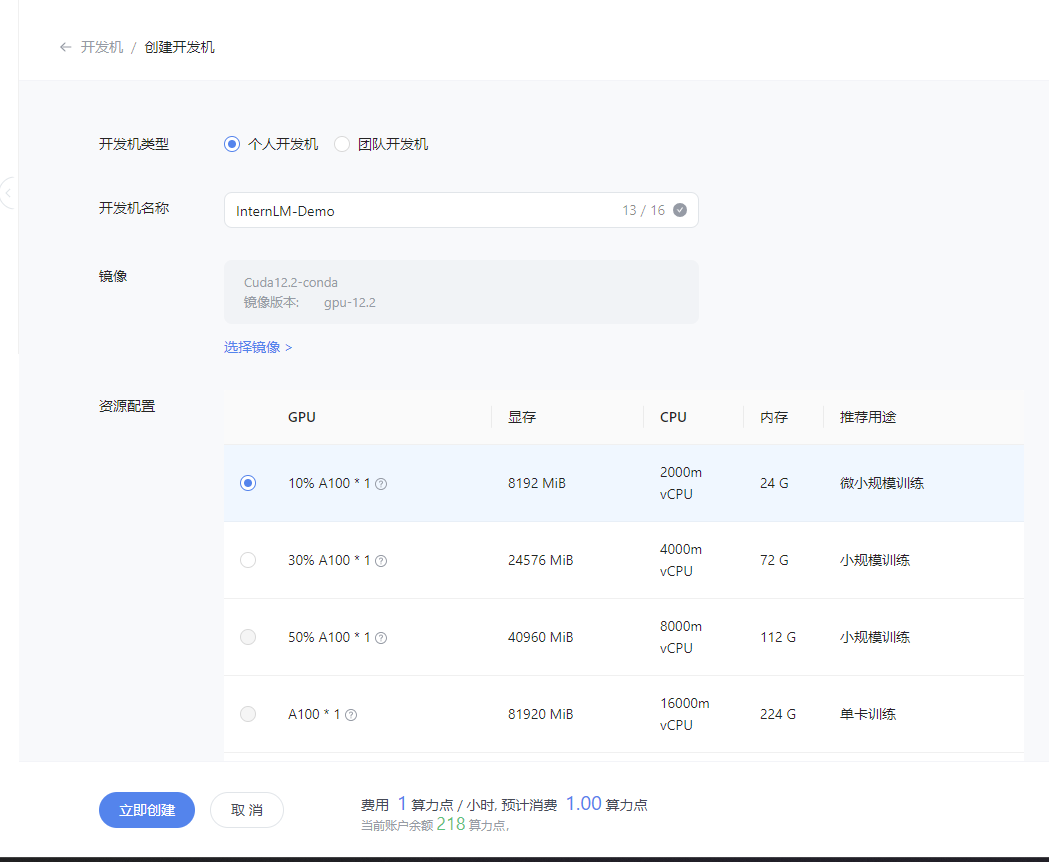 ← 开发机 / 创建开发机
开发机类型 个人开发机 团队开发机
开发机名称 InternLM-Demo 13 / 16
镜像 Cuda12.2-conda
镜像版本: gpu-12.2
选择镜像 >
资源配置
GPU 显存 CPU 内存 推荐用途
10% A100 * 1 8192 MiB 2000m vCPU 24 G 微小规模训练
30% A100 * 1 24576 MiB 4000m vCPU 72 G 小规模训练
50% A100 * 1 40960 MiB 8000m vCPU 112 G 小规模训练
A100 * 1 81920 MiB 16000m vCPU 224 G 单卡训练
立即创建 取 消
费用 1 算力点 / 小时, 预计消费 1.00 算力点
当前账户余额 218 算力点,